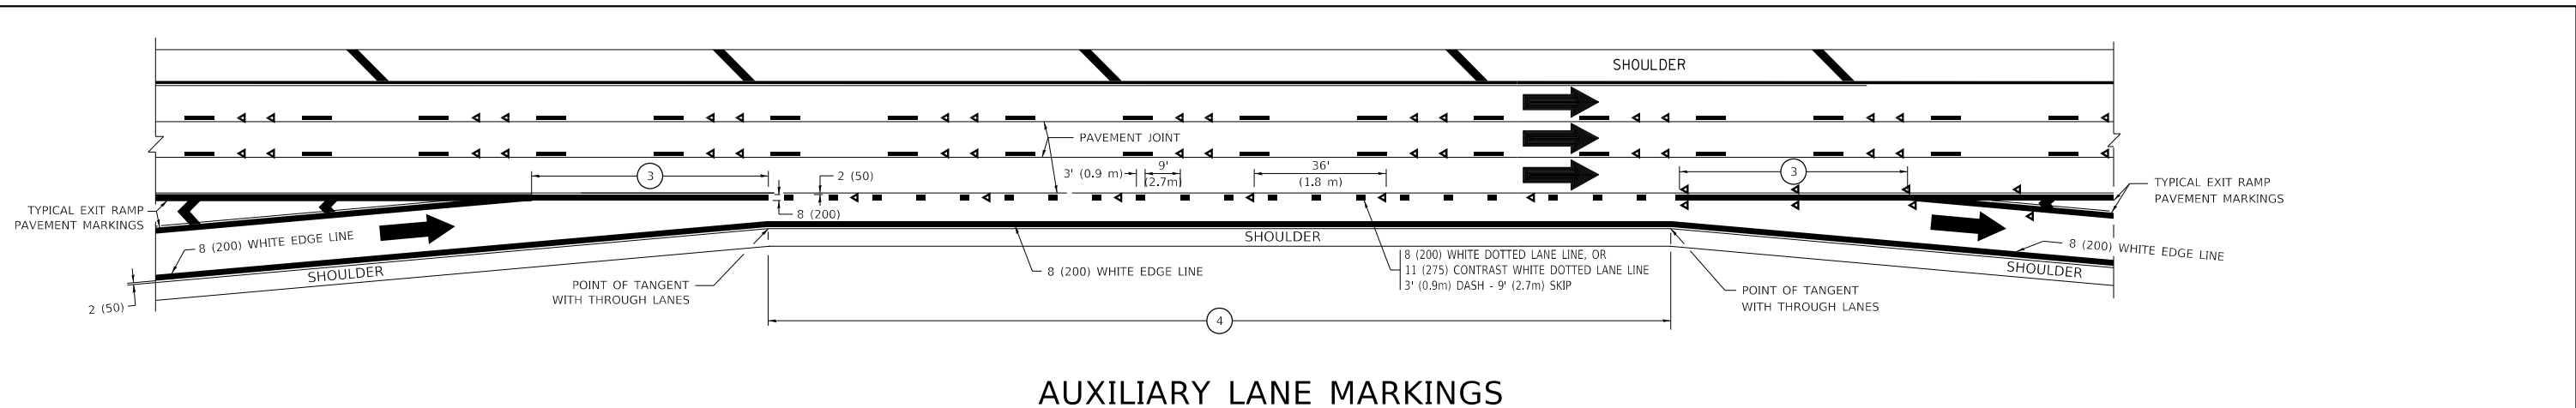 SHOULDER
PAVEMENT JOINT
3
2 (50)
3' (0.9 m)
9'
(2.7m)
36'
(1.8 m)
3
TYPICAL EXIT RAMP
PAVEMENT MARKINGS
TYPICAL EXIT RAMP
PAVEMENT MARKINGS
8 (200)
8 (200) WHITE EDGE LINE
SHOULDER
2 (50)
POINT OF TANGENT
WITH THROUGH LANES
8 (200) WHITE EDGE LINE
SHOULDER
8 (200) WHITE DOTTED LANE LINE, OR
11 (275) CONTRAST WHITE DOTTED LANE LINE
3' (0.9m) DASH - 9' (2.7m) SKIP
8 (200) WHITE EDGE LINE
SHOULDER
POINT OF TANGENT
WITH THROUGH LANES
4
AUXILIARY LANE MARKINGS